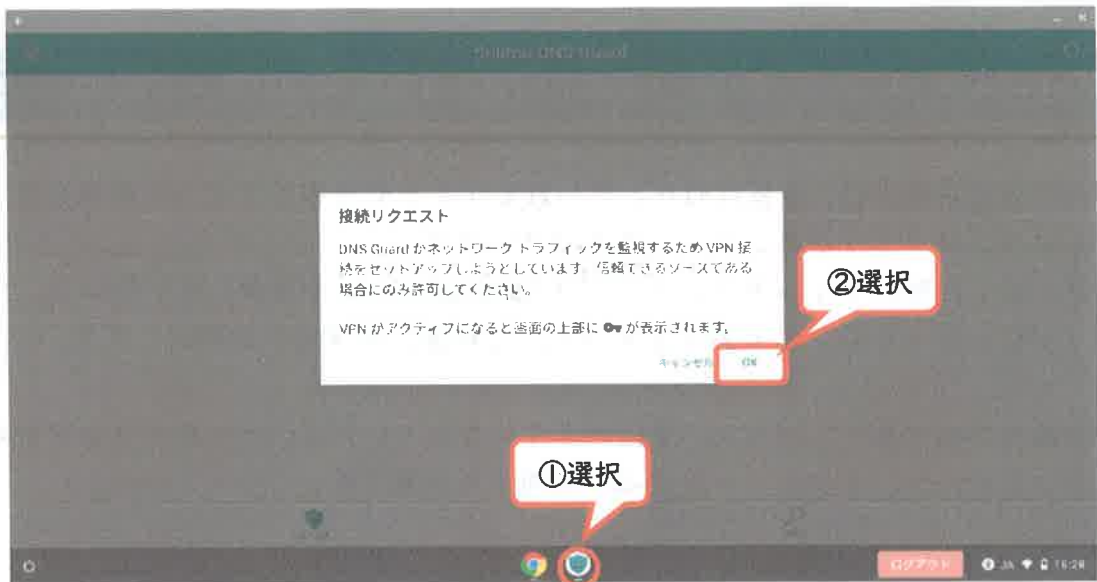 DNS Guard
接続リクエスト
DNS Guard がネットワーク トラフィックを監視するため VPN 接
続をセットアップしようとしています。信頼できるソースである
場合にのみ許可してください。
VPN がアクティブになると画面の上部に が表示されます。
キャンセル OK
②選択
①選択
ログアウト JA 16:28